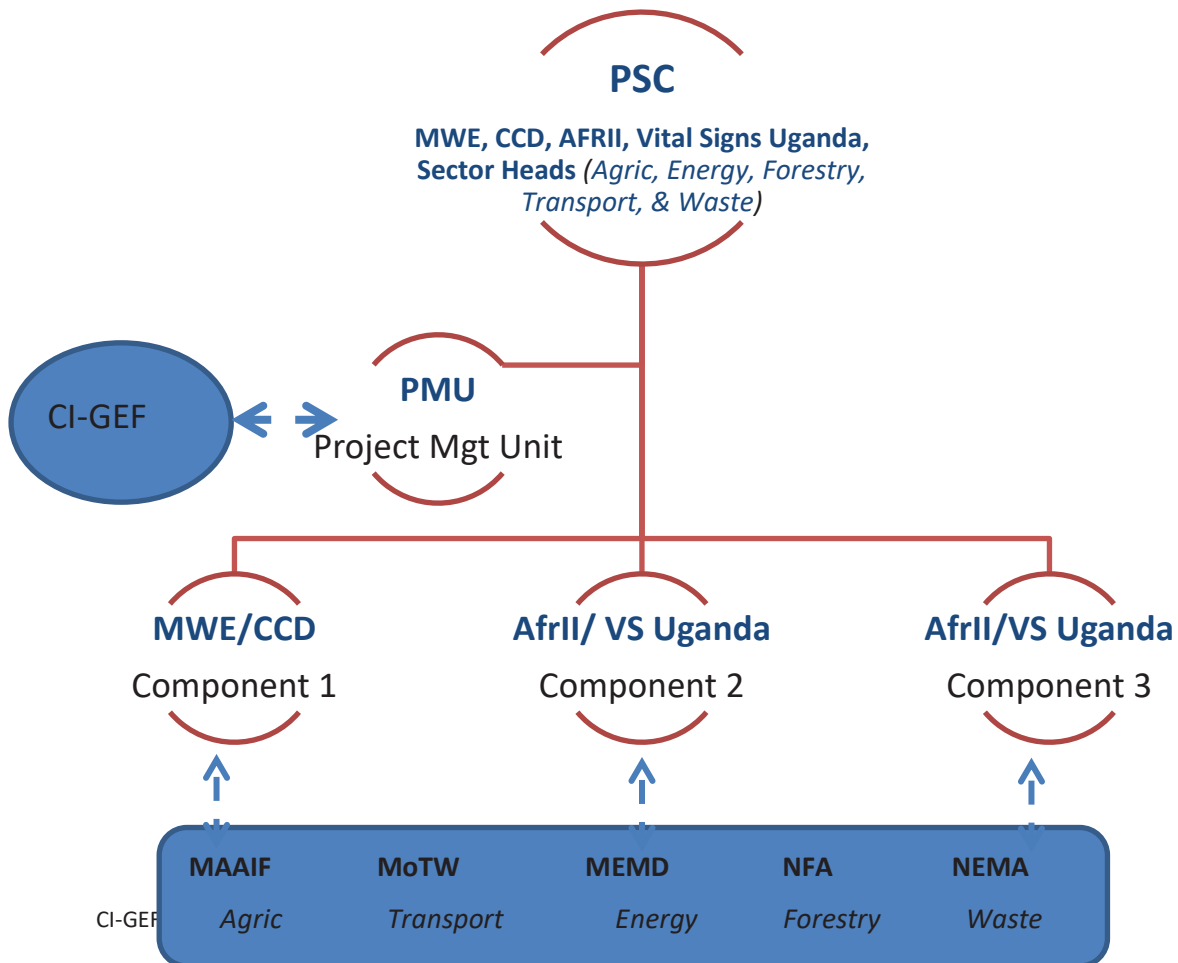 PSC
MWE, CCD, AFRII, Vital Signs Uganda,
Sector Heads (Agric, Energy, Forestry,
Transport, & Waste)
CI-GEF
PMU
Project Mgt Unit
MWE/CCD
Component 1
AfrII/ VS Uganda
Component 2
AfrII/VS Uganda
Component 3
MAAIF MoTW MEMD NFA NEMA
CI-GEF Agric Transport Energy Forestry Waste